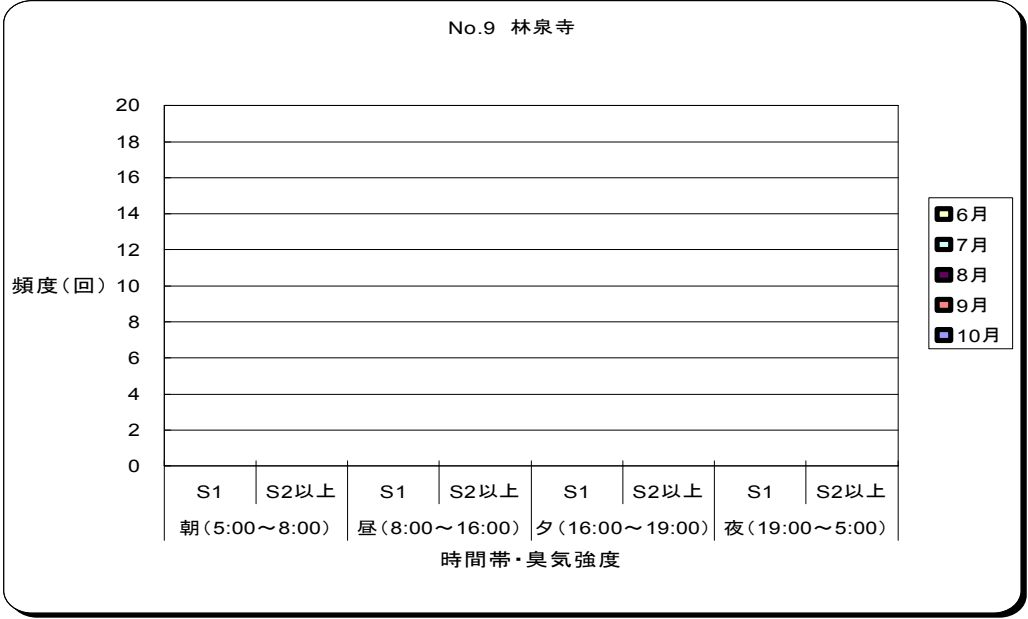 No.9 林泉寺
20
18
16
14
12
頻度(回) 10
8
6
4
2
0
S1 S2以上 S1 S2以上 S1 S2以上 S1 S2以上
朝(5:00～8:00) 昼(8:00～16:00) 夕(16:00～19:00) 夜(19:00～5:00)
時間帯・臭気強度
6月
7月
8月
9月
10月